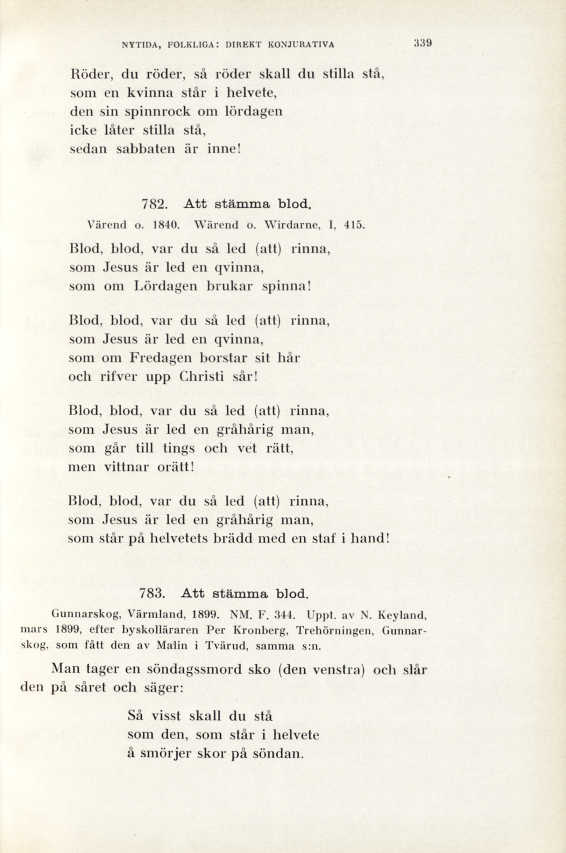 NYTIDA, FOLKLIGA: DIREKT KONJURATIVA 339
Röder, du röder, så röder skall du stilla stå,
som en kvinna står i helvete,
den sin spinnrock om lördagen
icke låter stilla stå,
sedan sabbaten är inne!
782. Att stämma blod.
Värend o. 1840. Wärend o. Wirdarne, I, 415.
Blod, blod, var du så led (att) rinna,
som Jesus är led en qvinna,
som om Lördagen brukar spinna!
Blod, blod, var du så led (att) rinna,
som Jesus är led en qvinna,
som om Fredagen borstar sit hår
och rifver upp Christi sår!
Blod, blod, var du så led (att) rinna,
som Jesus är led en gråhårig man,
som går till tings och vet rätt,
men vittnar orätt!
Blod, blod, var du så led (att) rinna,
som Jesus är led en gråhårig man,
som står på helvetets brädd med en staf i hand!
783. Att stämma blod.
Gunnarskog, Värmland, 1899. NM. F. 344. Uppt. av N. Keyland,
mars 1899, efter byskolläraren Per Kronberg, Trehörningen, Gunnar-
skog, som fått den av Malin i Tvärud, samma s:n.
Man tager en söndagssmord sko (den venstra) och slår
den på såret och säger:
Så visst skall du stå
som den, som står i helvete
å smörjer skor på söndan.